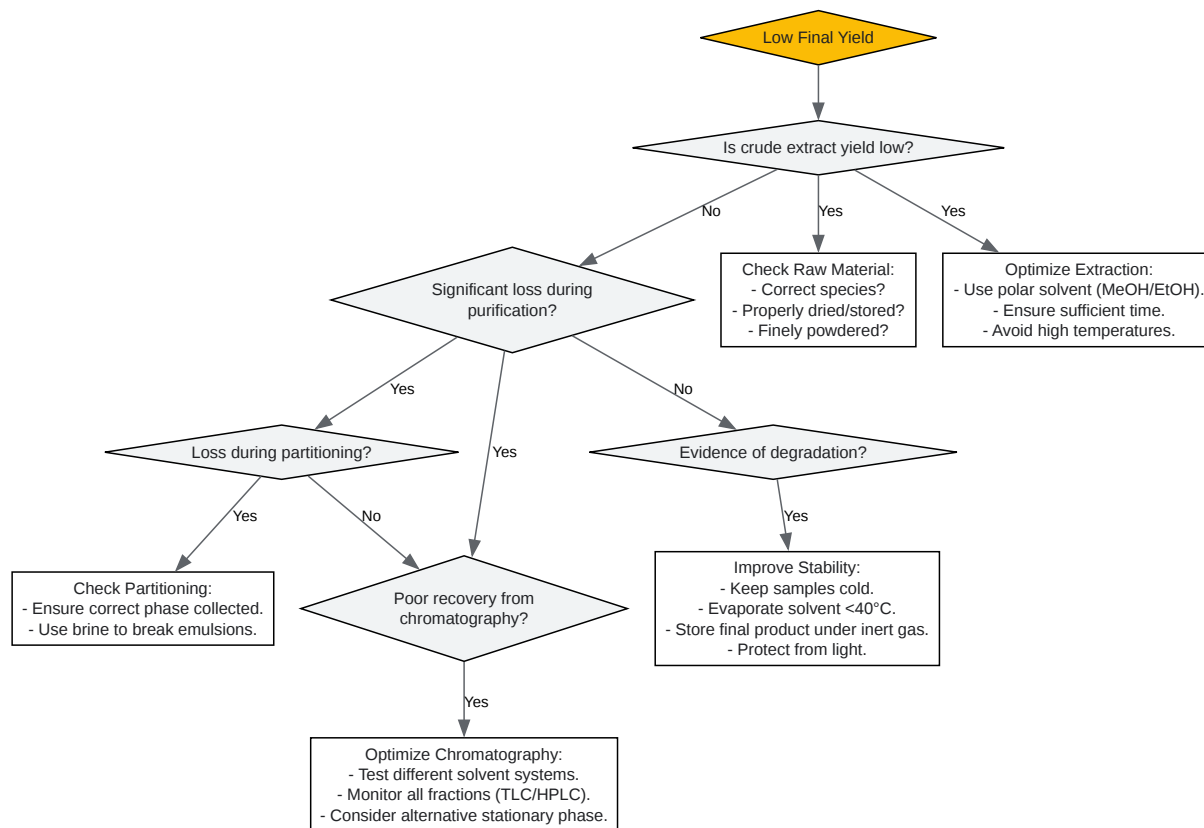 Low Final Yield
Is crude extract yield low?
No
Yes
Yes
Significant loss during
purification?
Check Raw Material:
- Correct species?
- Properly dried/stored?
- Finely powdered?
Optimize Extraction:
- Use polar solvent (MeOH/EtOH).
- Ensure sufficient time.
- Avoid high temperatures.
Yes
Yes
No
Loss during partitioning?
Evidence of degradation?
Yes
No
Yes
Check Partitioning:
- Ensure correct phase collected.
- Use brine to break emulsions.
Poor recovery from
chromatography?
Improve Stability:
- Keep samples cold.
- Evaporate solvent <40°C.
- Store final product under inert gas.
- Protect from light.
Yes
Optimize Chromatography:
- Test different solvent systems.
- Monitor all fractions (TLC/HPLC).
- Consider alternative stationary phase.